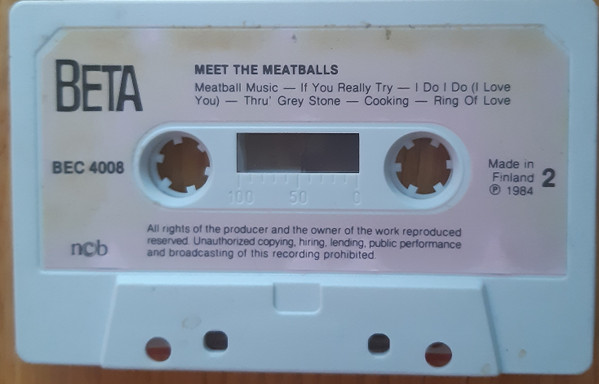 BETA
MEET THE MEATBALLS
Meatball Music — If You Really Try — I Do I Do (I Love
You) — Thru' Grey Stone — Cooking — Ring Of Love
BEC 4008
100 50 0
Made in
Finland
℗ 1984
2
All rights of the producer and the owner of the work reproduced
reserved. Unauthorized copying, hiring, lending, public performance
and broadcasting of this recording prohibited.
ncb